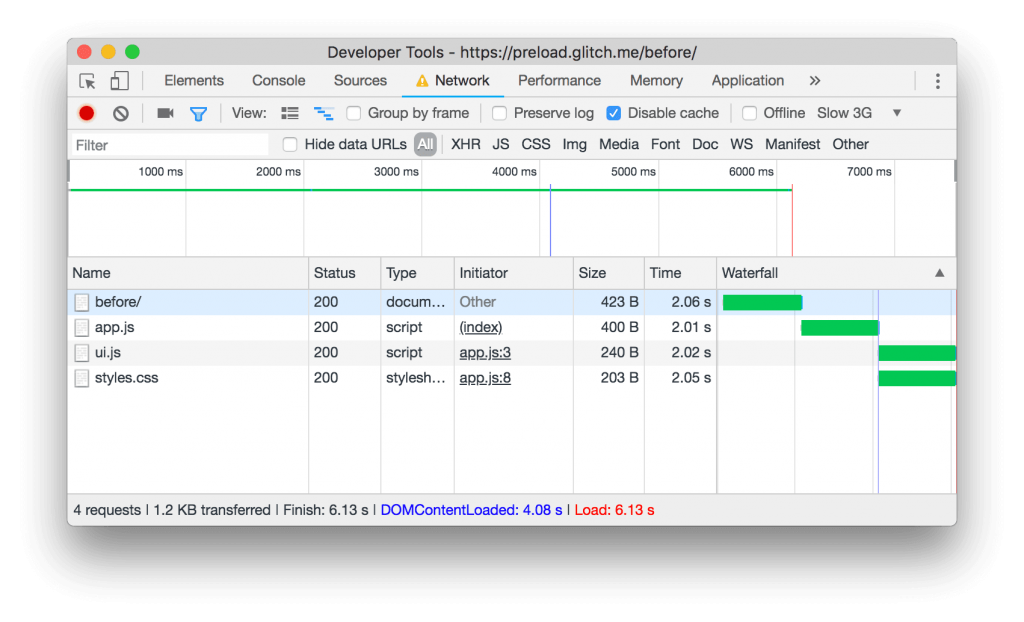 Developer Tools - https://preload.glitch.me/before/
Elements Console Sources Network Performance Memory Application »
View: Group by frame Preserve log Disable cache Offline Slow 3G ▼
Filter Hide data URLs All XHR JS CSS Img Media Font Doc WS Manifest Other
1000 ms 2000 ms 3000 ms 4000 ms 5000 ms 6000 ms 7000 ms
Name Status Type Initiator Size Time Waterfall ▲
before/ 200 docum… Other 423 B 2.06 s
app.js 200 script (index) 400 B 2.01 s
ui.js 200 script app.js:3 240 B 2.02 s
styles.css 200 stylesh… app.js:8 203 B 2.05 s
4 requests | 1.2 KB transferred | Finish: 6.13 s | DOMContentLoaded: 4.08 s | Load: 6.13 s